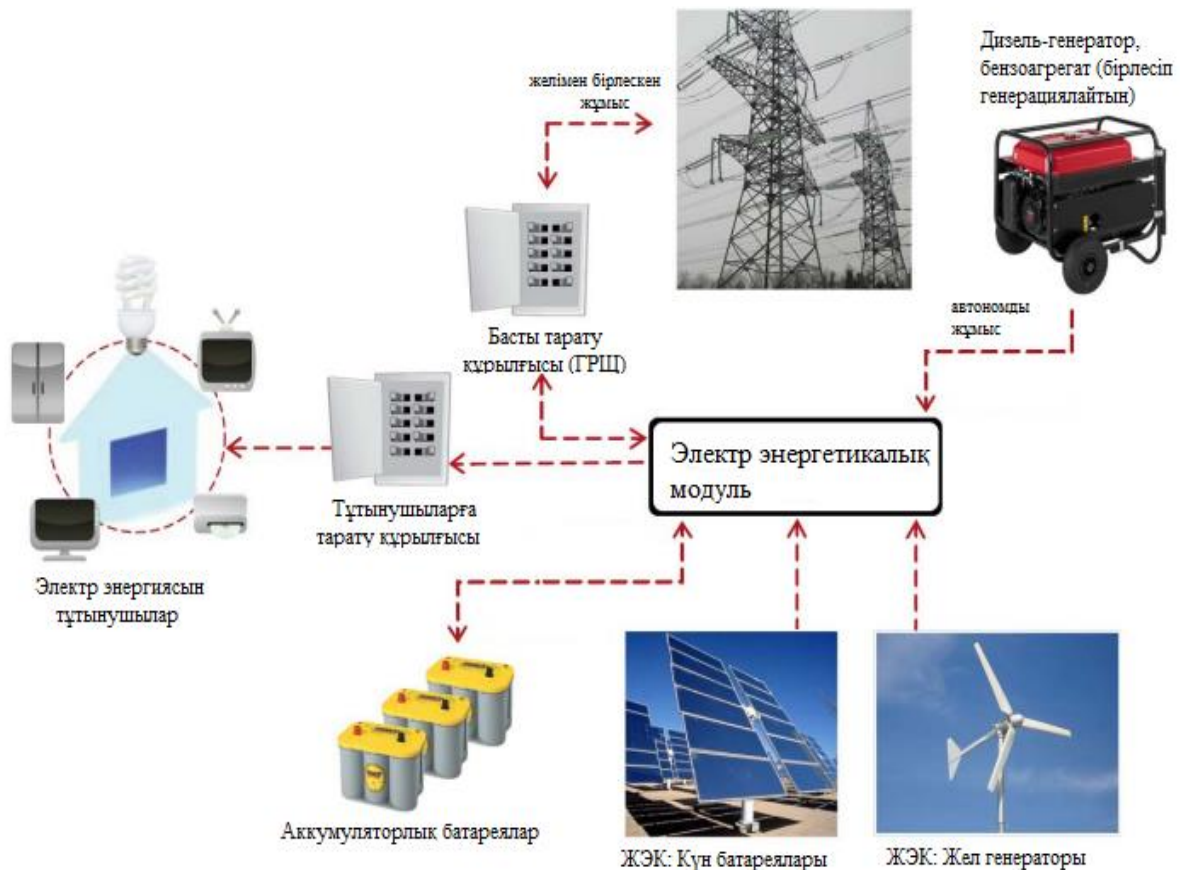 желімен бірлескен
жұмыс
Дизель-генератор,
бензоагрегат (бірлесіп
генерациялайтын)
автономды
жұмыс
Басты тарату
құрылғысы (ГРЩ)
Электр энергетикалық
модуль
Тұтынушыларға
тарату құрылғысы
Электр энергиясын
тұтынушылар
Аккумуляторлық батареялар
ЖЭК: Күн батареялары
ЖЭК: Жел генераторы